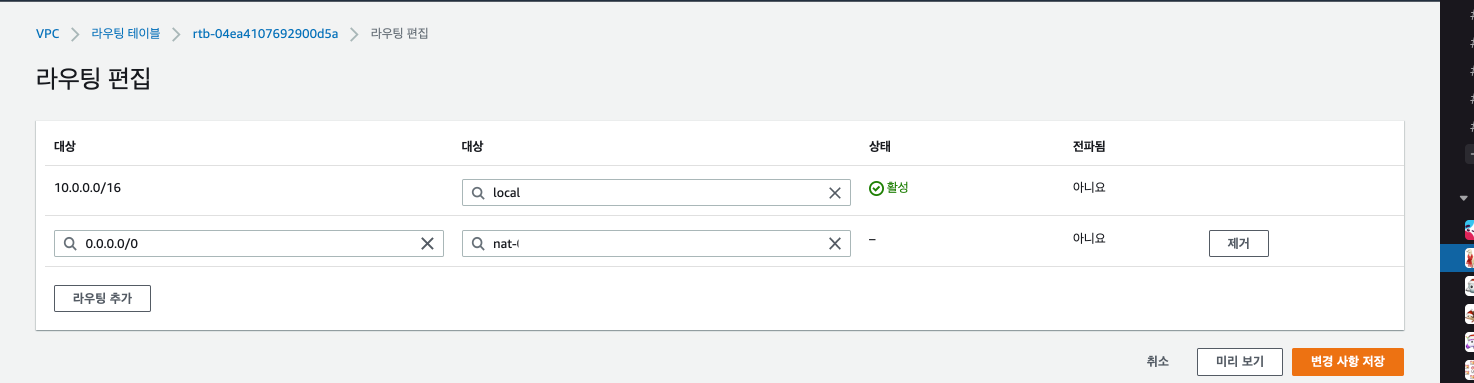 VPC > 라우팅 테이블 > rtb-04ea4107692900d5a > 라우팅 편집
라우팅 편집
대상 대상 상태 전파됨
10.0.0.0/16 local 활성 아니요
0.0.0.0/0 nat- – 아니요 제거
라우팅 추가
취소 미리 보기 변경 사항 저장